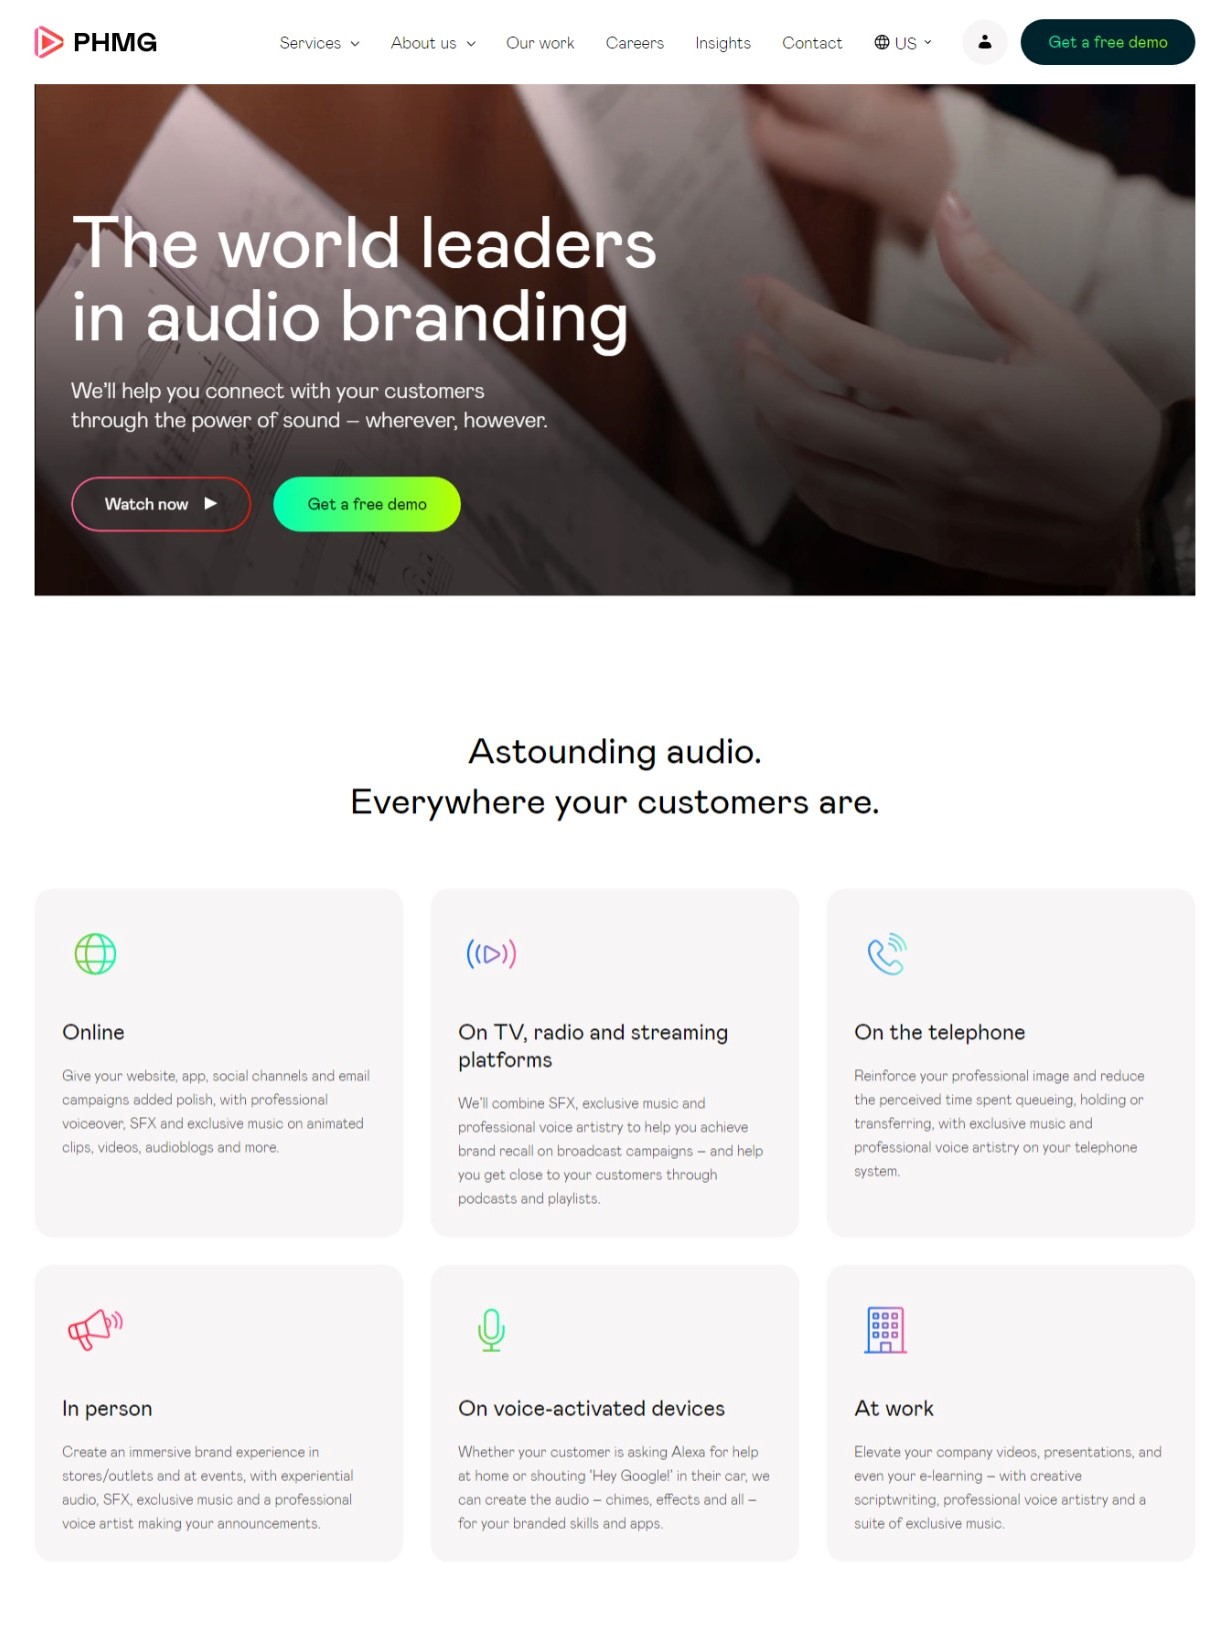 PHMG
Services
About us
Our work
Careers
Insights
Contact
US
Get a free demo
The world leaders
in audio branding
We'll help you connect with your customers
through the power of sound – wherever, however.
Watch now
Get a free demo
Astounding audio.
Everywhere your customers are.
Online
Give your website, app, social channels and email
campaigns added polish, with professional
voiceover, SFX and exclusive music on animated
clips, videos, audioblogs and more.
On TV, radio and streaming
platforms
We'll combine SFX, exclusive music and
professional voice artistry to help you achieve
brand recall on broadcast campaigns – and help
you get close to your customers through
podcasts and playlists.
On the telephone
Reinforce your professional image and reduce
the perceived time spent queueing, holding or
transferring, with exclusive music and
professional voice artistry on your telephone
system.
In person
Create an immersive brand experience in
stores/outlets and at events, with experiential
audio, SFX, exclusive music and a professional
voice artist making your announcements.
On voice-activated devices
Whether your customer is asking Alexa for help
at home or shouting 'Hey Google!' in their car, we
can create the audio – chimes, effects and all –
for your branded skills and apps.
At work
Elevate your company videos, presentations, and
even your e-learning – with creative
scriptwriting, professional voice artistry and a
suite of exclusive music.